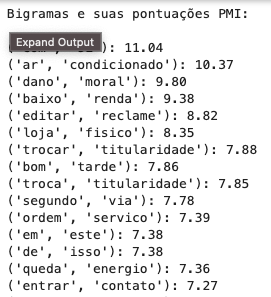 Bigramas e suas pontuações PMI:
Expand Output
): 11.04
('ar', 'condicionado'): 10.37
('dano', 'moral'): 9.80
('baixo', 'renda'): 9.38
('editar', 'reclame'): 8.82
('loja', 'fisico'): 8.35
('trocar', 'titularidade'): 7.88
('bom', 'tarde'): 7.86
('troca', 'titularidade'): 7.85
('segundo', 'via'): 7.78
('ordem', 'servico'): 7.39
('em', 'este'): 7.38
('de', 'isso'): 7.38
('queda', 'energio'): 7.36
('entrar', 'contato'): 7.27